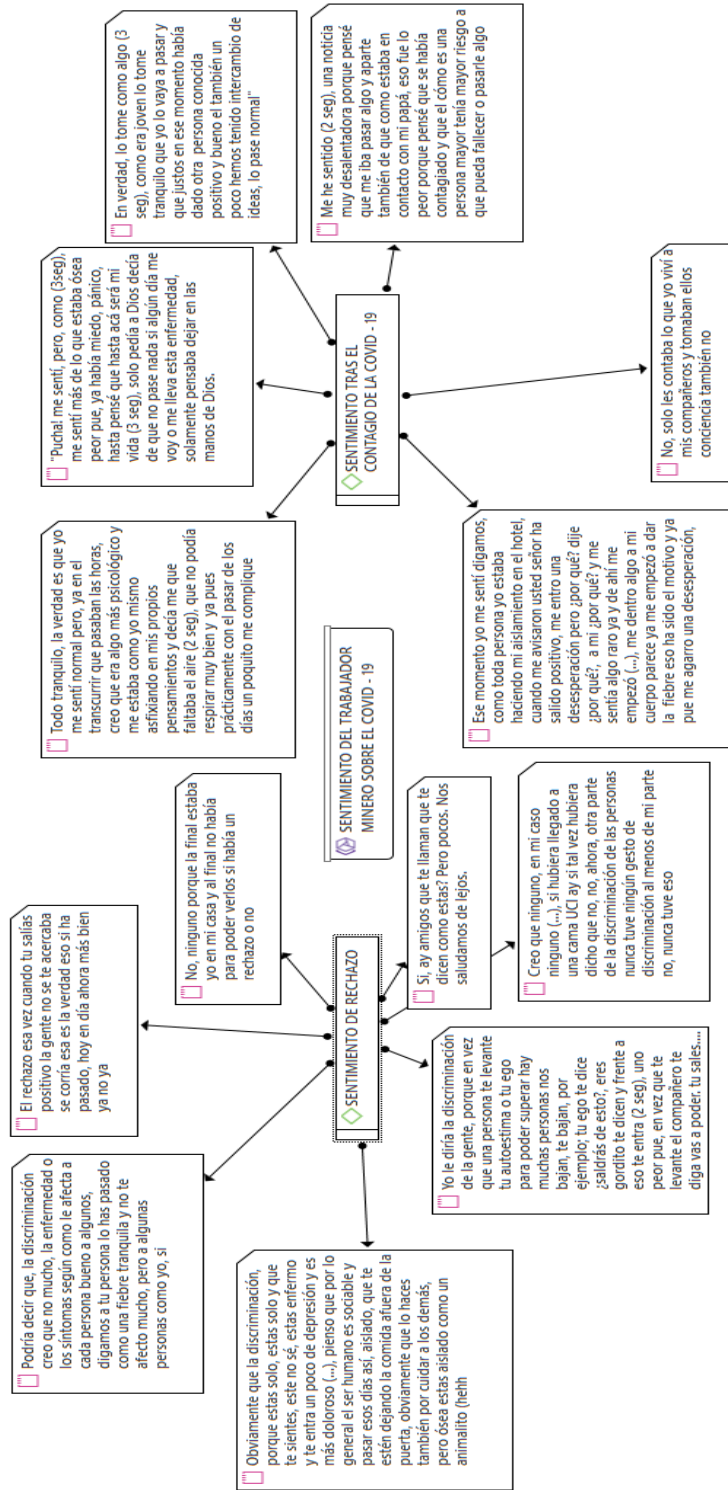 Podría decir que, la discriminación
creo que no mucho, la enfermedad o
los síntomas según como le afecta a
cada persona bueno a algunos,
digamos a tu persona lo has pasado
como una fiebre tranquila y no te
afecto mucho, pero a algunas
personas como yo, si
El rechazo esa vez cuando tu salías
positivo la gente no se te acercaba
se corría esa es la verdad eso si ha
pasado, hoy en día ahora más bien
ya no ya
No, ninguno porque la final estaba
yo en mi casa y al final no había
para poder verlos si había un
rechazo o no
Obviamente que la discriminación,
porque estas solo, estas solo y que
te sientes, este no sé, estas enfermo
y te entra un poco de depresión y es
más doloroso (...), pienso que por lo
general el ser humano es sociable y
pasar esos días así, aislado, que te
estén dejando la comida afuera de la
puerta, obviamente que lo haces
también por cuidar a los demás,
pero ósea estas aislado como un
animalito (hehh
SENTIMIENTO DE RECHAZO
Si, ay amigos que te llaman que te
dicen como estas? Pero pocos. Nos
saludamos de lejos.
Yo le diría la discriminación
de la gente, porque en vez
que una persona te levante
tu autoestima o tu ego
para poder superar hay
muchas personas nos
bajan, te bajan, por
ejemplo; tu ego te dice
¿saldrás de esto?, eres
gordito te dicen y frente a
eso te entra (2 seg), uno
peor pue, en vez que te
levante el compañero te
diga vas a poder, tu sales....
Creo que ninguno, en mi caso
ninguno (...), si hubiera llegado a
una cama UCI ay si tal vez hubiera
dicho que no, no, ahora, otra parte
de la discriminación de las personas
nunca tuve ningún gesto de
discriminación al menos de mi parte
no, nunca tuve eso
SENTIMIENTO DEL TRABAJADOR
MINERO SOBRE EL COVID - 19
Todo tranquilo, la verdad es que yo
me sentí normal pero, ya en el
transcurrir que pasaban las horas,
creo que era algo más psicológico y
me estaba como yo mismo
asfixiando en mis propios
pensamientos y decía me que
faltaba el aire (2 seg), que no podía
respirar muy bien y ya pues
prácticamente con el pasar de los
días un poquito me complique
"Pucha! me sentí, pero, como (3seg),
me sentí más de lo que estaba ósea
peor pue, ya había miedo, pánico,
hasta pensé que hasta acá será mi
vida (3 seg), solo pedía a Dios decía
de que no pase nada si algún día me
voy o me lleva esta enfermedad,
solamente pensaba dejar en las
manos de Dios.
En verdad, lo tome como algo (3
seg), como era joven lo tome
tranquilo que yo lo vaya a pasar y
que justos en ese momento había
dado otra persona conocida
positivo y bueno el también un
poco hemos tenido intercambio de
ideas, lo pase normal"
SENTIMIENTO TRAS EL
CONTAGIO DE LA COVID - 19
Me he sentido (2 seg), una noticia
muy desalentadora porque pensé
que me iba pasar algo y aparte
también de que como estaba en
contacto con mi papá, eso fue lo
peor porque pensé que se había
contagiado y que el cómo es una
persona mayor tenía mayor riesgo a
que pueda fallecer o pasarle algo
Ese momento yo me sentí digamos,
como toda persona yo estaba
haciendo mi aislamiento en el hotel,
cuando me avisaron usted señor ha
salido positivo, me entro una
desesperación pero ¿por qué? dije
¿por qué?, a mi ¿por qué? y me
sentía algo raro ya y de ahí me
empezó (...), me dentro algo a mi
cuerpo parece ya me empezó a dar
la fiebre eso ha sido el motivo y ya
pue me agarro una desesperación,
No, solo les contaba lo que yo viví a
mis compañeros y tomaban ellos
conciencia también no